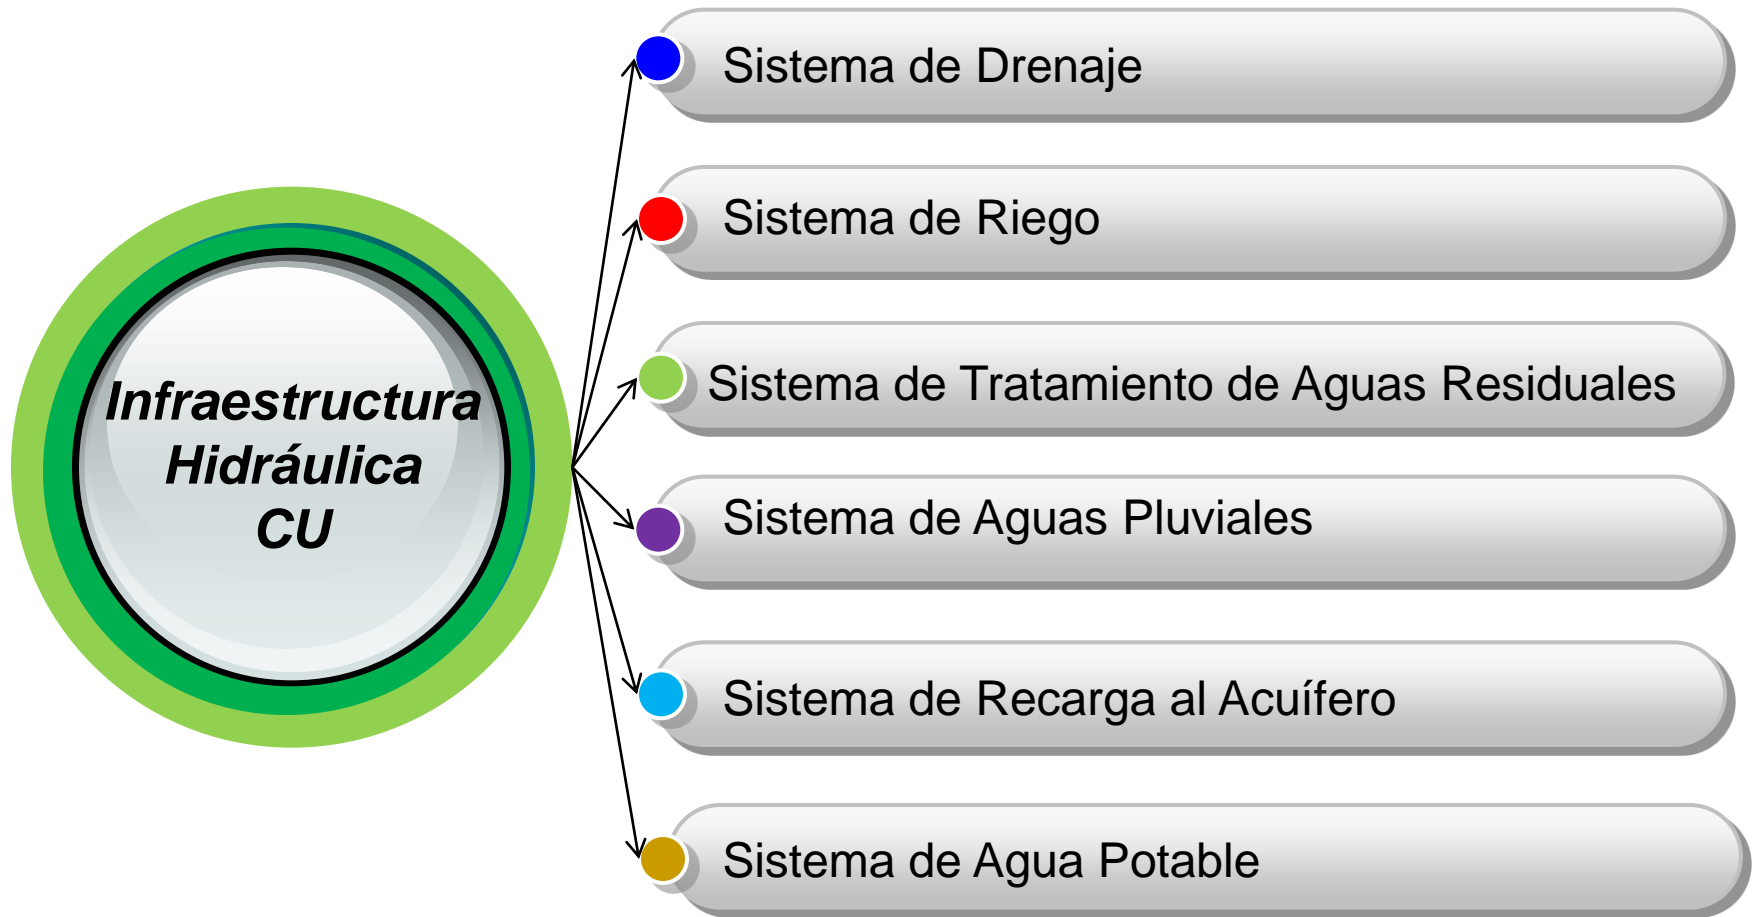 Infraestructura
Hidráulica
CU
Sistema de Drenaje
Sistema de Riego
Sistema de Tratamiento de Aguas Residuales
Sistema de Aguas Pluviales
Sistema de Recarga al Acuífero
Sistema de Agua Potable